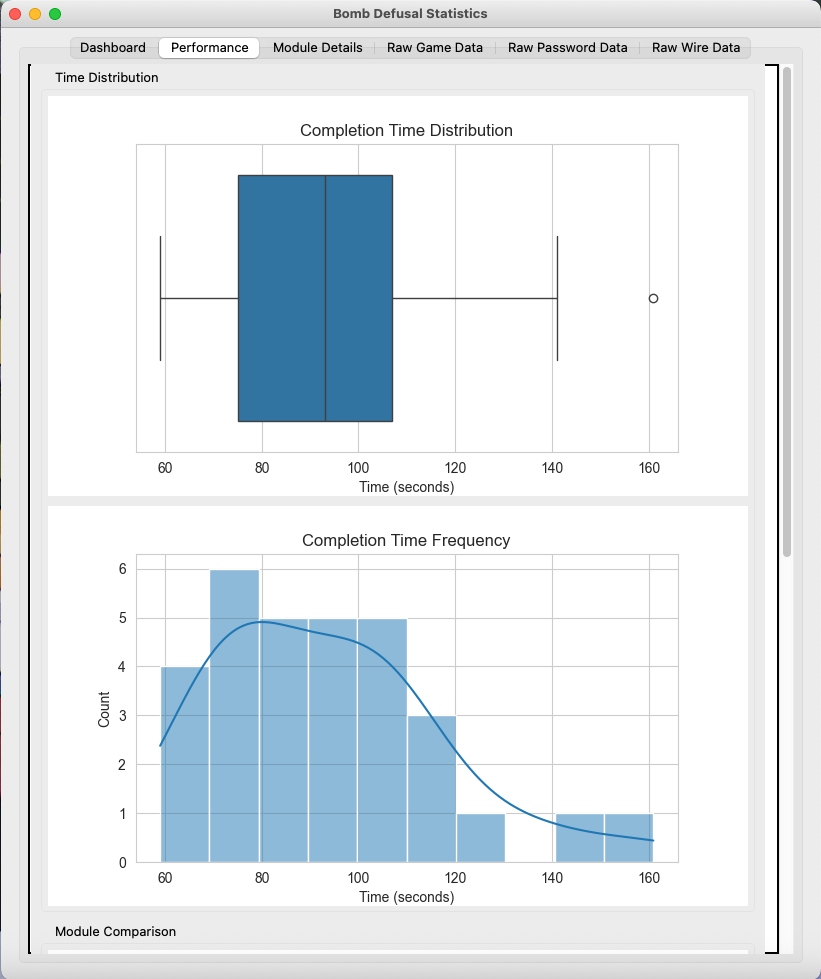 Bomb Defusal Statistics
Dashboard Performance Module Details Raw Game Data Raw Password Data Raw Wire Data
Time Distribution
Completion Time Distribution
60 80 100 120 140 160
Time (seconds)
Completion Time Frequency
6
5
4
3
2
1
0
Count
60 80 100 120 140 160
Time (seconds)
Module Comparison